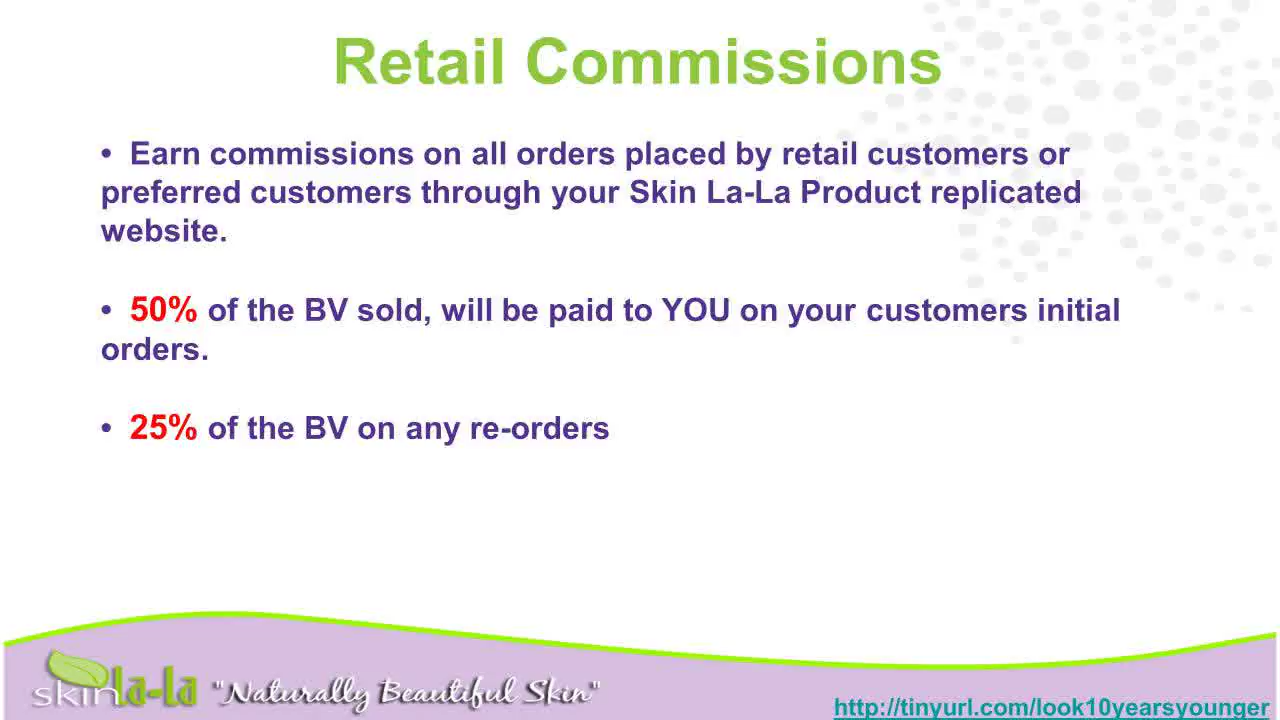 Retail Commissions
• Earn commissions on all orders placed by retail customers or
preferred customers through your Skin La-La Product replicated
website.
• 50% of the BV sold, will be paid to YOU on your customers initial
orders.
• 25% of the BV on any re-orders
skin la-la "Naturally Beautiful Skin"
http://tinyurl.com/look10yearsyounger